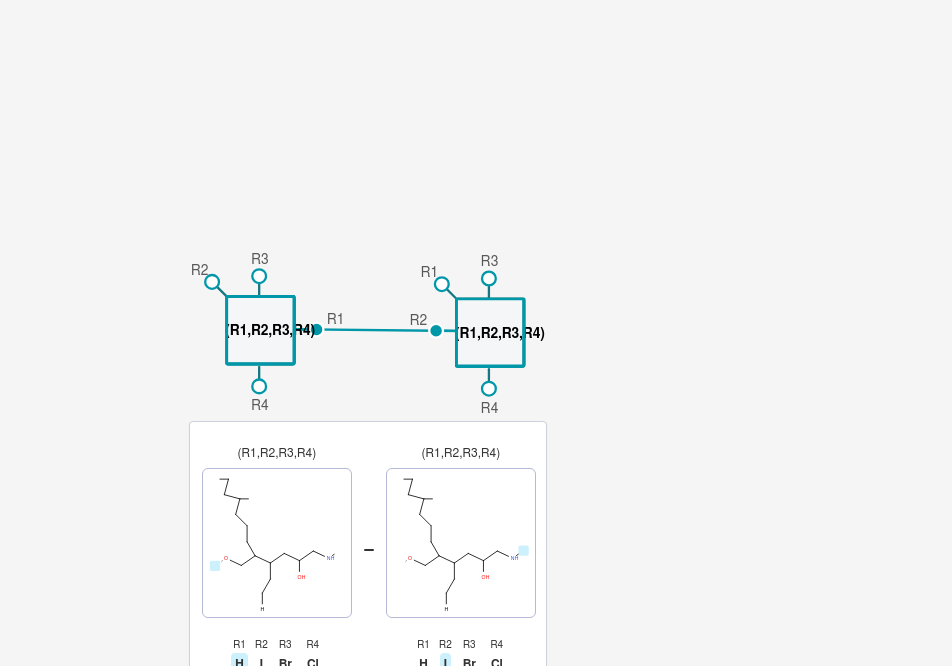 R3 R3
R2 R1
R1 R2
(R1,R2,R3,R4) (R1,R2,R3,R4)
R4 R4
(R1,R2,R3,R4) (R1,R2,R3,R4)
O NH O NH
OH OH
H H
R1 R2 R3 R4 R1 R2 R3 R4
H I Br Cl H I Br Cl